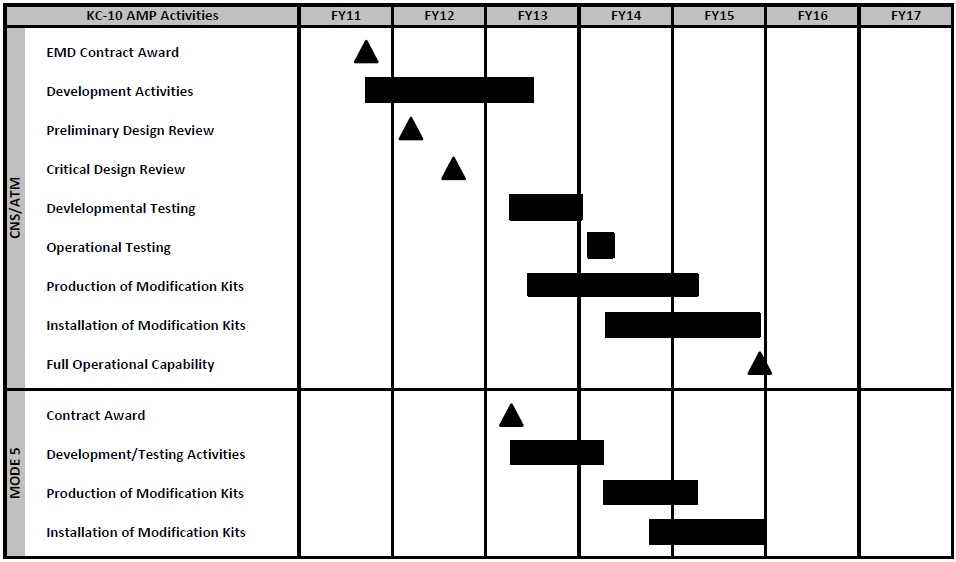 KC-10 AMP Activities FY11 FY12 FY13 FY14 FY15 FY16 FY17
CNS/ATM
EMD Contract Award
Development Activities
Preliminary Design Review
Critical Design Review
Devlelopmental Testing
Operational Testing
Production of Modification Kits
Installation of Modification Kits
Full Operational Capability
MODE 5
Contract Award
Development/Testing Activities
Production of Modification Kits
Installation of Modification Kits